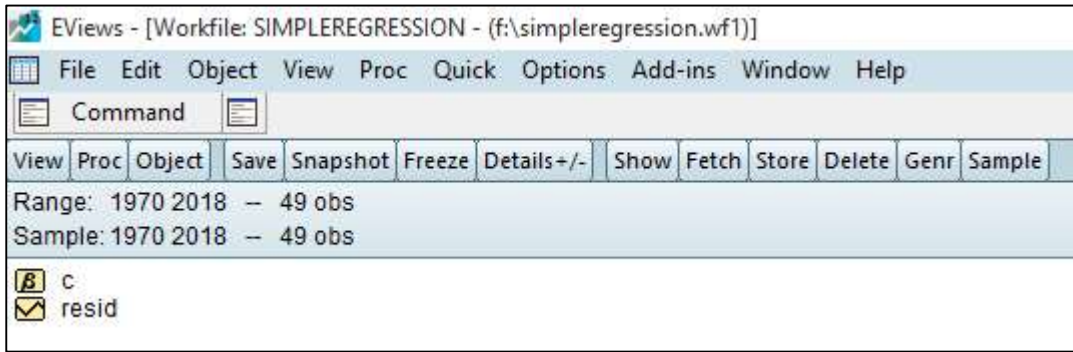 EViews - [Workfile: SIMPLEREGRESSION - (f:\simpleregression.wf1)]
File Edit Object View Proc Quick Options Add-ins Window Help
Command
View Proc Object Save Snapshot Freeze Details+/- Show Fetch Store Delete Genr Sample
Range: 1970 2018 -- 49 obs
Sample: 1970 2018 -- 49 obs
β c
resid